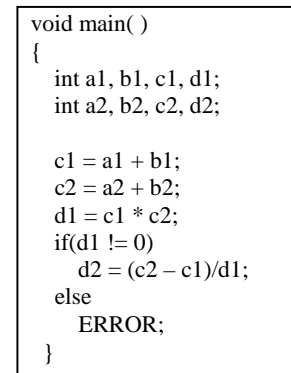 void main( )
{
int a1, b1, c1, d1;
int a2, b2, c2, d2;
c1 = a1 + b1;
c2 = a2 + b2;
d1 = c1 * c2;
if(d1 != 0)
d2 = (c2 – c1)/d1;
else
ERROR;
}